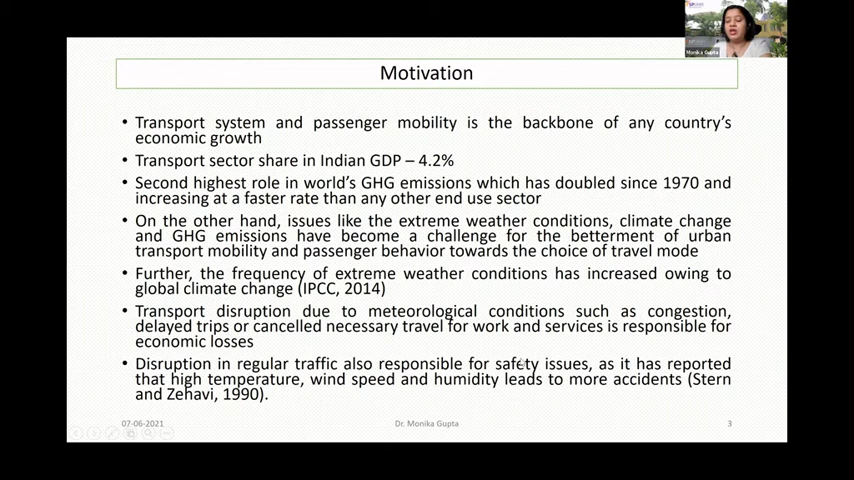 Monika Gupta
Motivation
• Transport system and passenger mobility is the backbone of any country's
economic growth
• Transport sector share in Indian GDP – 4.2%
• Second highest role in world's GHG emissions which has doubled since 1970 and
increasing at a faster rate than any other end use sector
• On the other hand, issues like the extreme weather conditions, climate change
and GHG emissions have become a challenge for the betterment of urban
transport mobility and passenger behavior towards the choice of travel mode
• Further, the frequency of extreme weather conditions has increased owing to
global climate change (IPCC, 2014)
• Transport disruption due to meteorological conditions such as congestion,
delayed trips or cancelled necessary travel for work and services is responsible for
economic losses
• Disruption in regular traffic also responsible for safety issues, as it has reported
that high temperature, wind speed and humidity leads to more accidents (Stern
and Zehavi, 1990).
07-06-2021
Dr. Monika Gupta
3